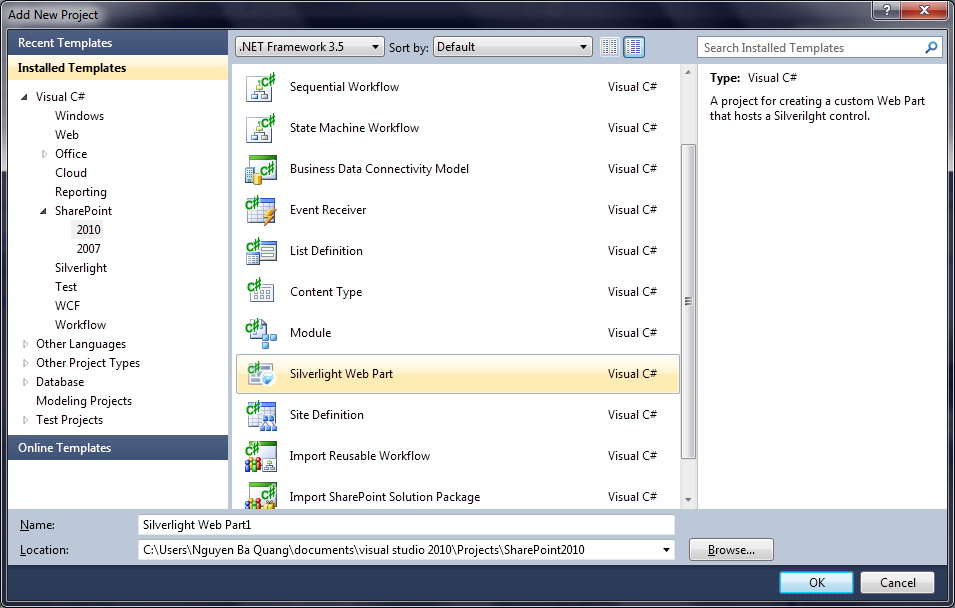 Add New Project
?
Recent Templates
Installed Templates
Visual C#
Windows
Web
Office
Cloud
Reporting
SharePoint
2010
2007
Silverlight
Test
WCF
Workflow
Other Languages
Other Project Types
Database
Modeling Projects
Test Projects
Online Templates
.NET Framework 3.5
Sort by: Default
Sequential Workflow Visual C#
State Machine Workflow Visual C#
Business Data Connectivity Model Visual C#
Event Receiver Visual C#
List Definition Visual C#
Content Type Visual C#
Module Visual C#
Silverlight Web Part Visual C#
Site Definition Visual C#
Import Reusable Workflow Visual C#
Import SharePoint Solution Package Visual C#
Search Installed Templates
Type: Visual C#
A project for creating a custom Web Part
that hosts a Silverilght control.
Name: Silverlight Web Part1
Location: C:\Users\Nguyen Ba Quang\documents\visual studio 2010\Projects\SharePoint2010
Browse...
OK Cancel